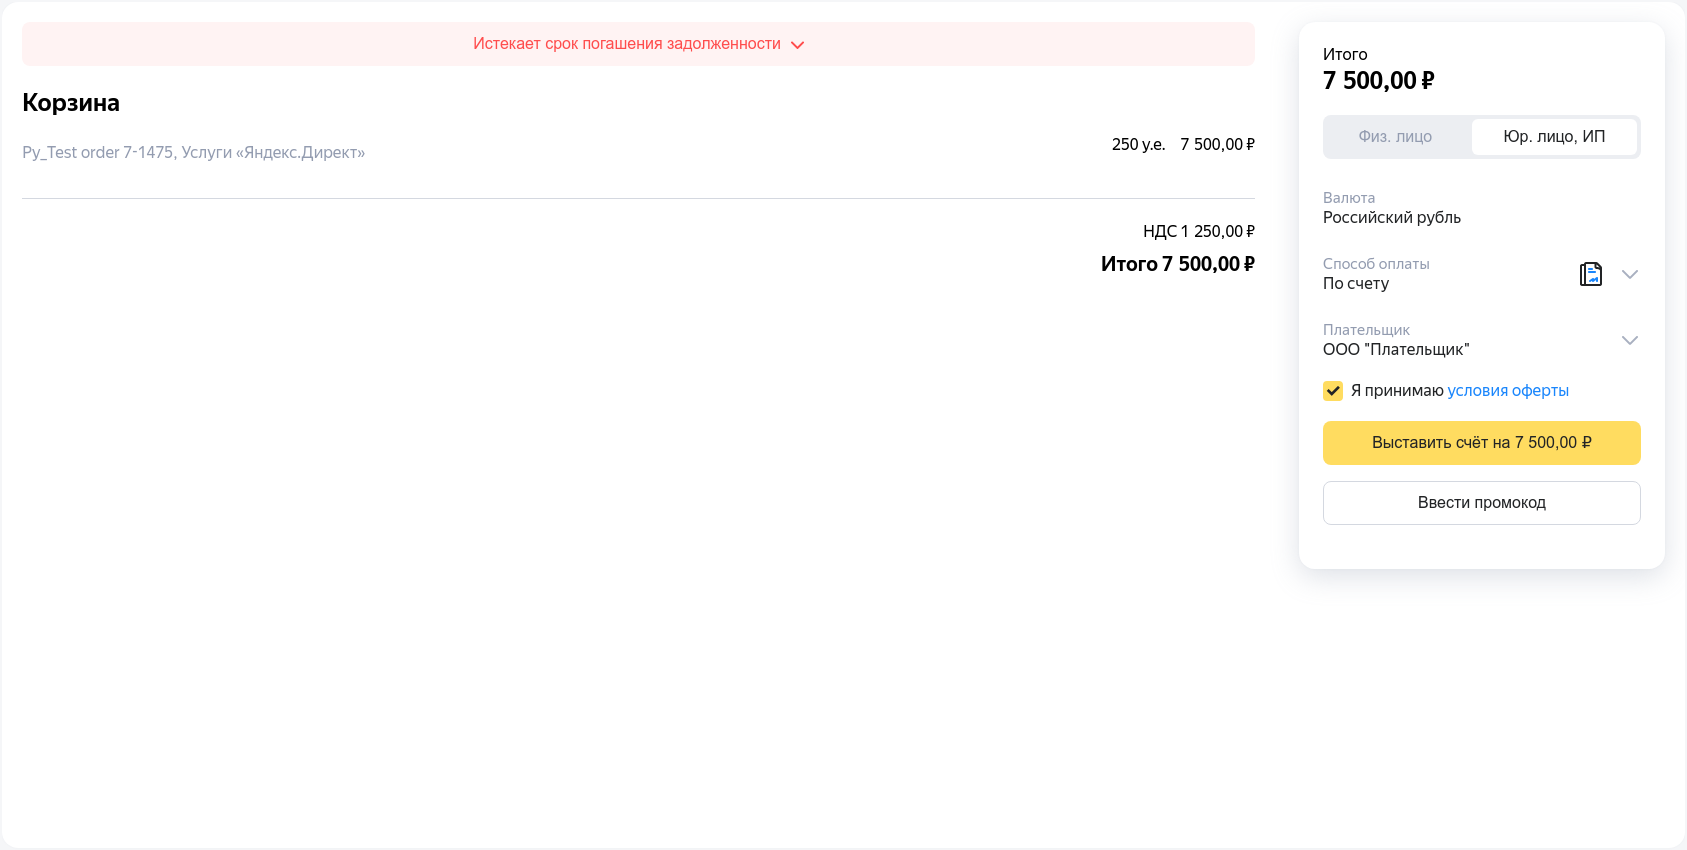 Истекает срок погашения задолженности
Корзина
Py_Test order 7-1475, Услуги «Яндекс.Директ»
250 у.е. 7 500,00 ₽
НДС 1 250,00 ₽
Итого 7 500,00 ₽
Итого
7 500,00 ₽
Физ. лицо Юр. лицо, ИП
Валюта
Российский рубль
Способ оплаты
По счету
Плательщик
ООО "Плательщик"
Я принимаю условия оферты
Выставить счёт на 7 500,00 ₽
Ввести промокод